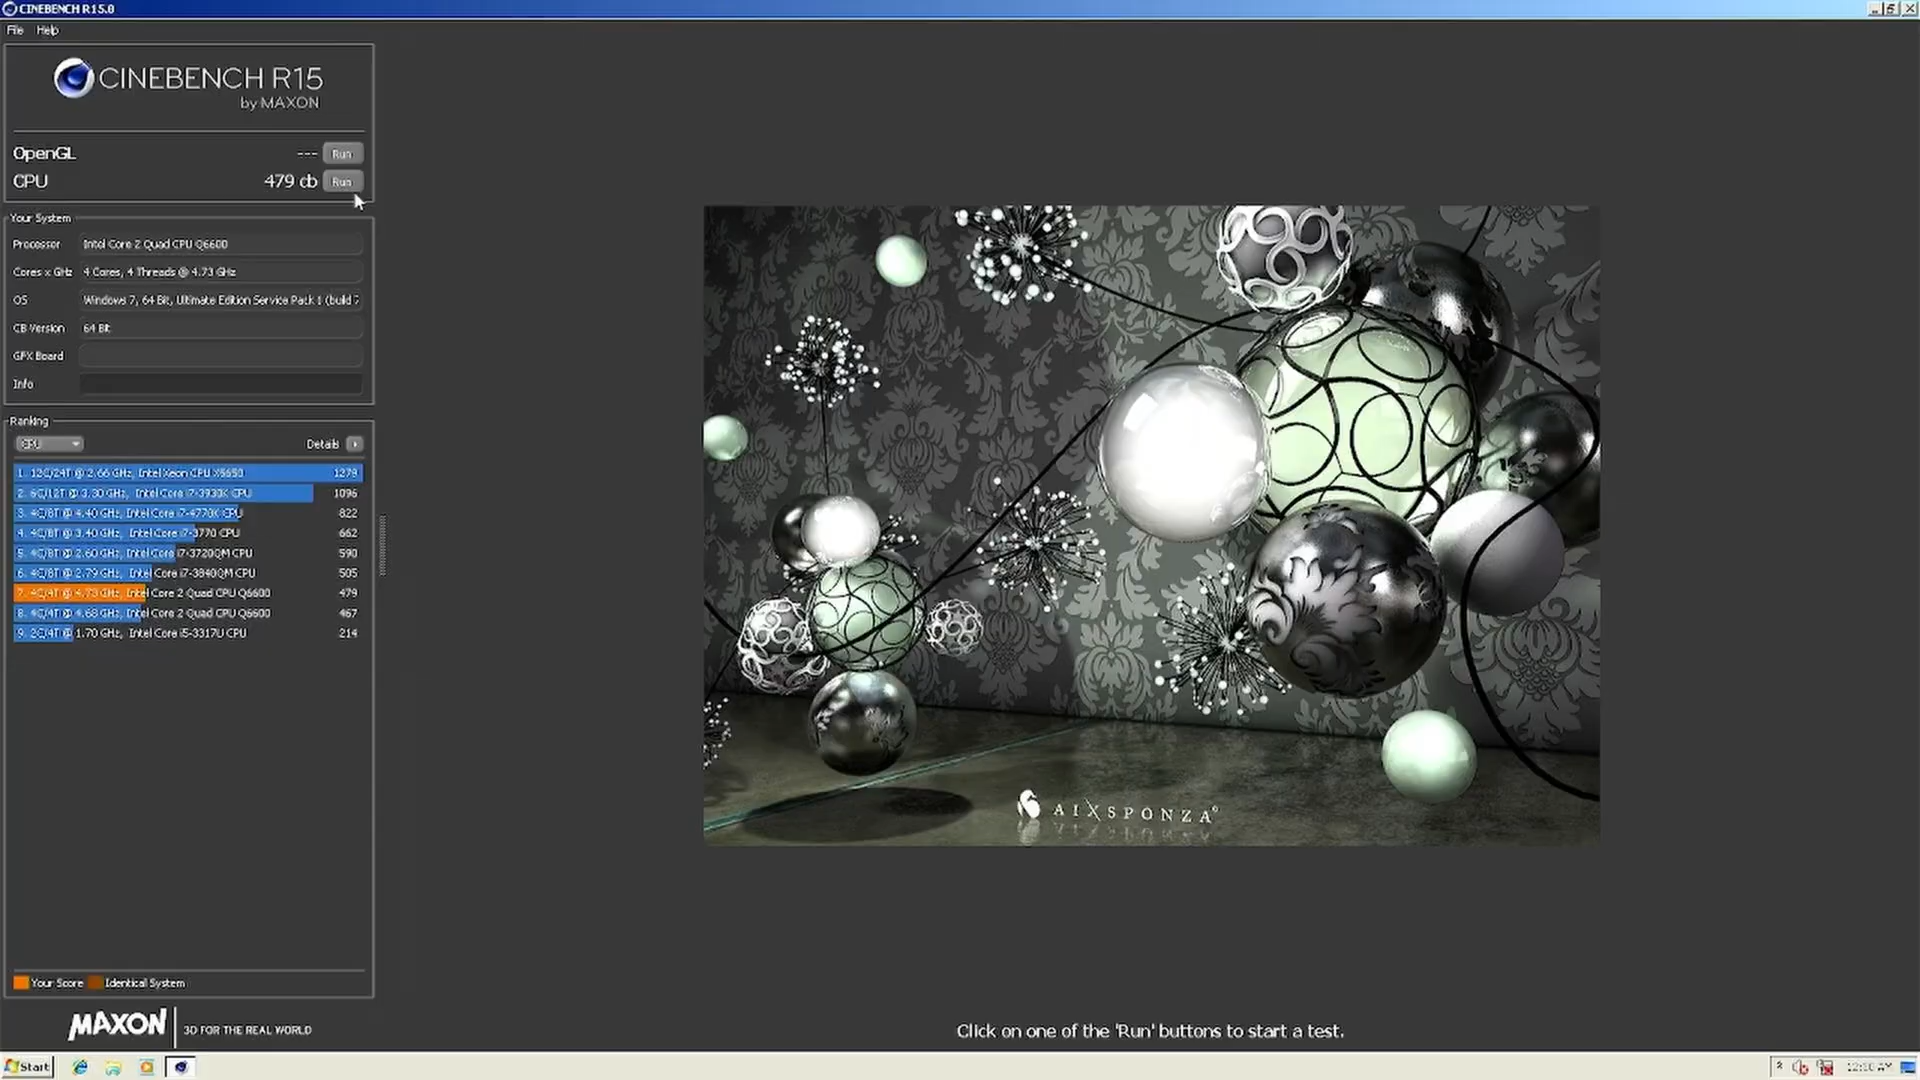 CINEBENCH R15.0
File Help
CINEBENCH R15
by MAXON
OpenGL --- Run
CPU 479 cb Run
Your System
Processor Intel Core 2 Quad CPU Q6600
Cores x GHz 4 Cores, 4 Threads @ 4.73 GHz
OS Windows 7, 64 Bit, Ultimate Edition Service Pack 1 (build 7
CB Version 64 Bit
GFX Board
Info
Ranking
CPU Details
1. 12C/24T @ 2.66 GHz, Intel Xeon CPU X5650 1279
2. 6C/12T @ 3.30 GHz, Intel Core i7-3930K CPU 1096
3. 4C/8T @ 4.40 GHz, Intel Core i7-4770K CPU 822
4. 4C/8T @ 3.40 GHz, Intel Core i7-3770 CPU 662
5. 4C/8T @ 2.60 GHz, Intel Core i7-3720QM CPU 590
6. 4C/8T @ 2.79 GHz, Intel Core i7-3840QM CPU 505
7. 4C/4T @ 4.73 GHz, Intel Core 2 Quad CPU Q6600 479
8. 4C/4T @ 4.68 GHz, Intel Core 2 Quad CPU Q6600 467
9. 2C/4T @ 1.70 GHz, Intel Core i5-3317U CPU 214
AIXSPONZA
Your Score Identical System
MAXON 3D FOR THE REAL WORLD
Click on one of the 'Run' buttons to start a test.
Start